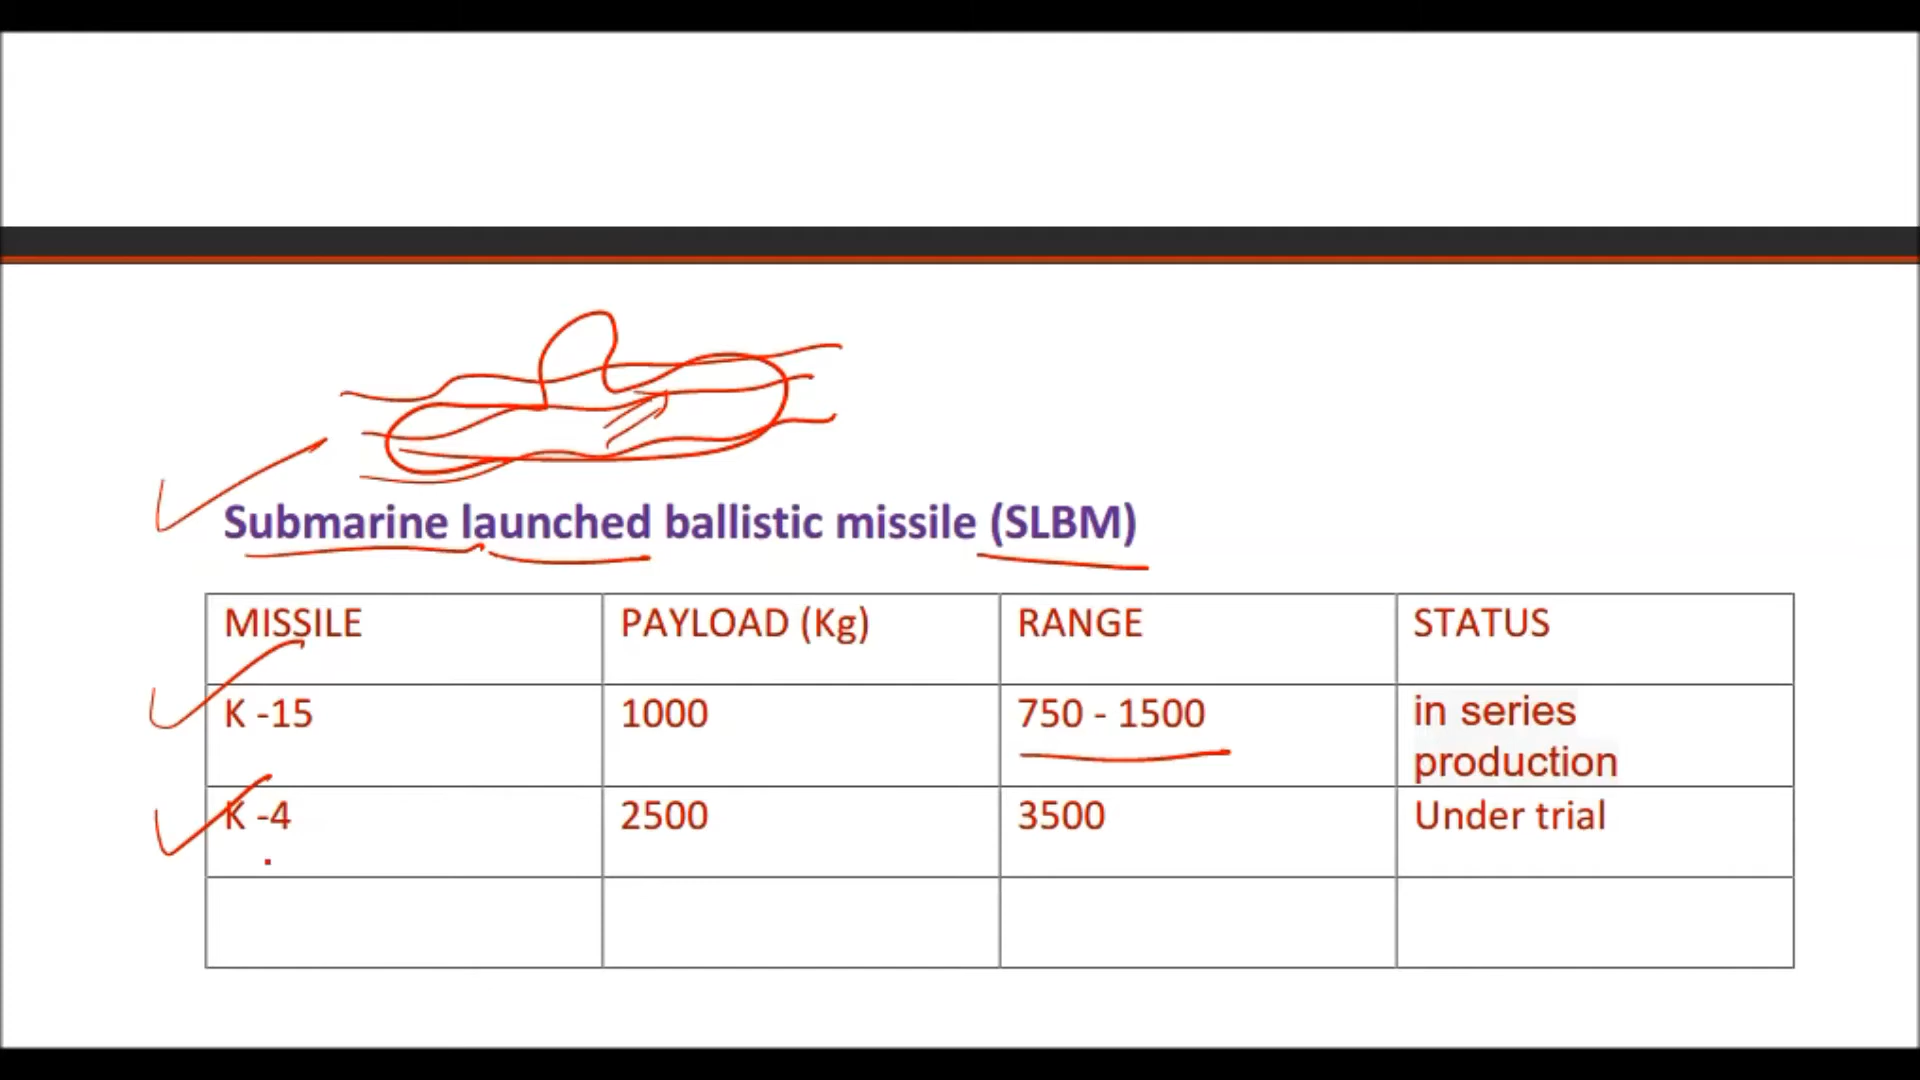 Submarine launched ballistic missile (SLBM)
MISSILE PAYLOAD (Kg) RANGE STATUS
K -15 1000 750 - 1500 in series
production
K -4 2500 3500 Under trial